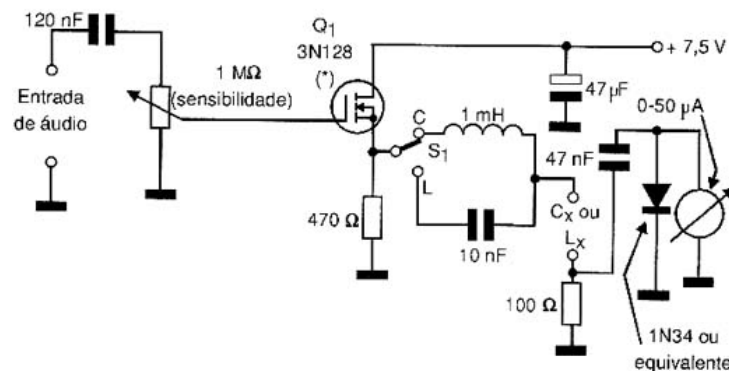 120 nF
Entrada
de áudio
1 MΩ
(sensibilidade)
Q1
3N128
(*)
C
S1
L
1 mH
470 Ω
10 nF
+ 7,5 V
47 µF
0-50 µA
47 nF
Cx ou
Lx
100 Ω
1N34 ou
equivalente